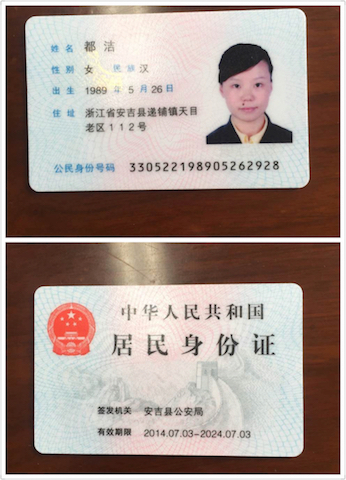 姓名 都洁
性别 女 民族 汉
出生 1989 年 5 月 26 日
住址 浙江省安吉县递铺镇天目
老区112号
公民身份号码 330522198905262928
中华人民共和国
居民身份证
签发机关 安吉县公安局
有效期限 2014.07.03-2024.07.03